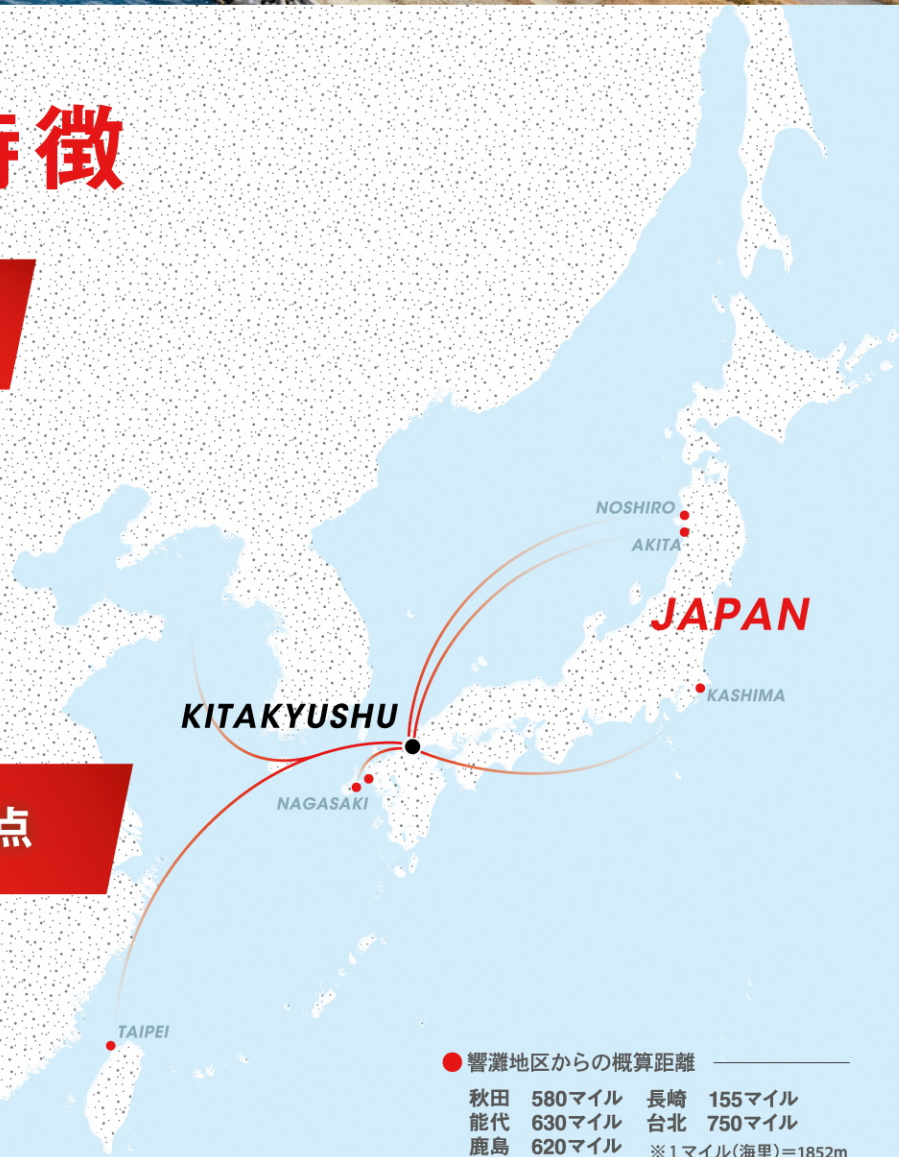 徴
点
NOSHIRO
AKITA
JAPAN
KASHIMA
KITAKYUSHU
NAGASAKI
TAIPEI
響灘地区からの概算距離
秋田 580マイル 長崎 155マイル
能代 630マイル 台北 750マイル
鹿島 620マイル ※1マイル(海里)=1852m